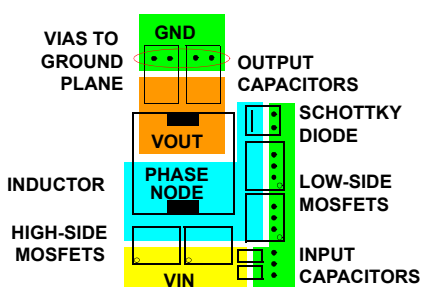 GND
VIAS TO
GROUND
PLANE
OUTPUT
CAPACITORS
SCHOTTKY
DIODE
VOUT
PHASE
NODE
INDUCTOR
LOW-SIDE
MOSFETS
HIGH-SIDE
MOSFETS
INPUT
CAPACITORS
VIN